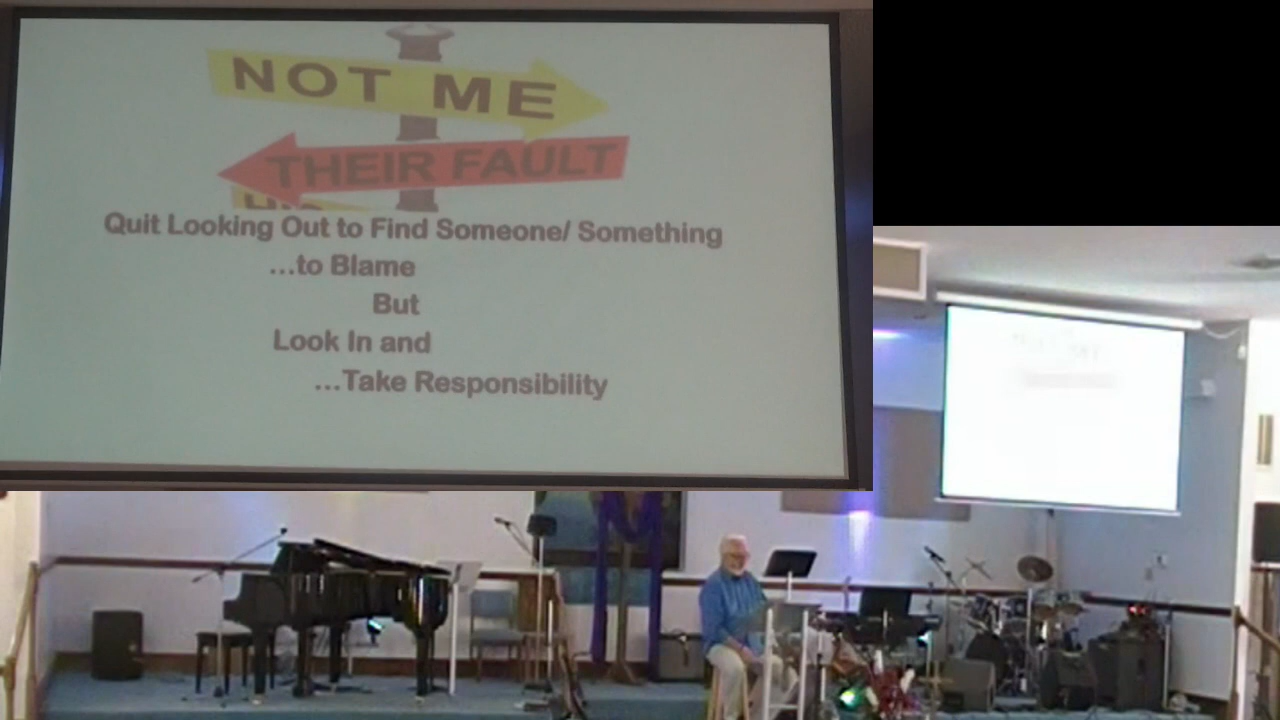 NOT ME
THEIR FAULT
Quit Looking Out to Find Someone/ Something
...to Blame
But
Look In and
...Take Responsibility